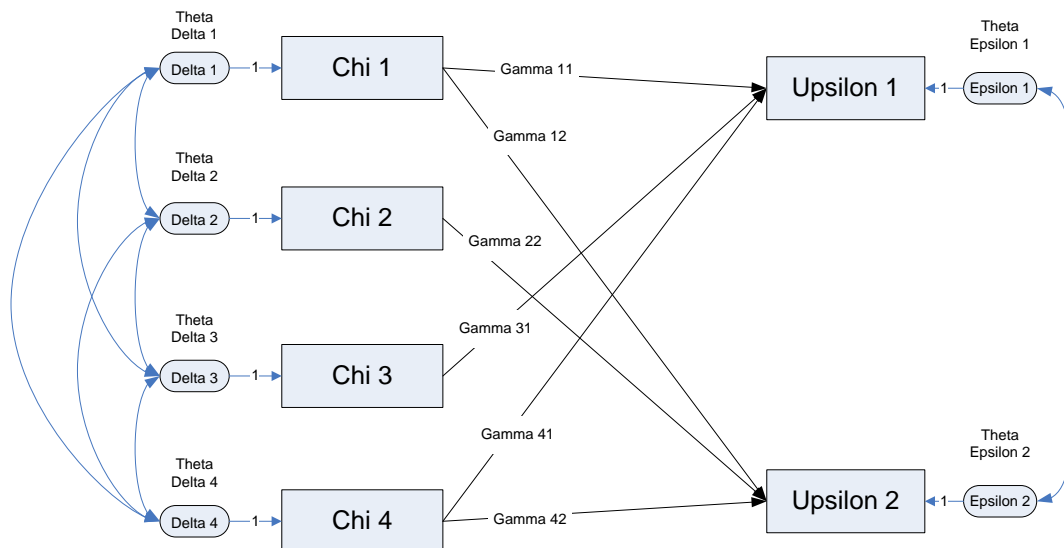 Theta
Delta 1
Delta 1
1
Chi 1
Gamma 11
Upsilon 1
1
Theta
Epsilon 1
Epsilon 1
Gamma 12
Theta
Delta 2
Delta 2
1
Chi 2
Gamma 22
Theta
Delta 3
Delta 3
1
Chi 3
Gamma 31
Theta
Delta 4
Delta 4
1
Chi 4
Gamma 41
Gamma 42
Upsilon 2
1
Theta
Epsilon 2
Epsilon 2